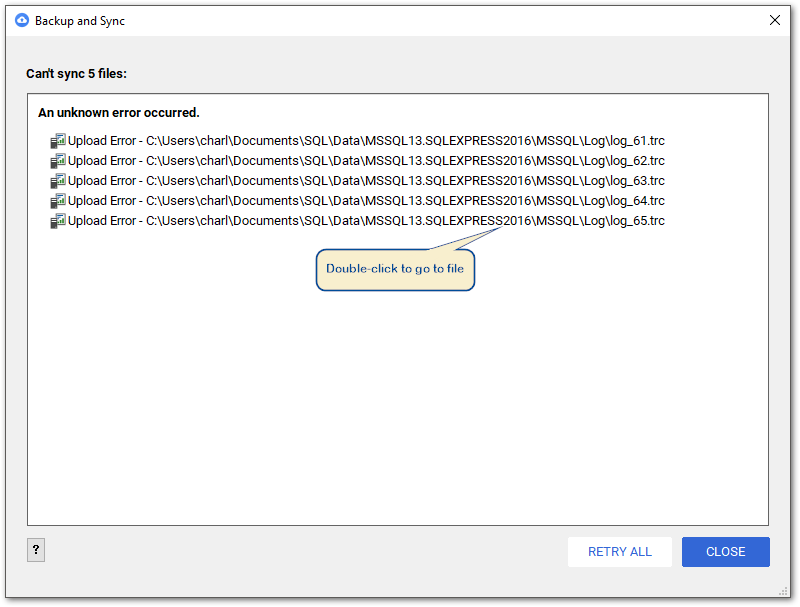 Backup and Sync
Can't sync 5 files:
An unknown error occurred.
Upload Error - C:\Users\charl\Documents\SQL\Data\MSSQL13.SQLEXPRESS2016\MSSQL\Log\log_61.trc
Upload Error - C:\Users\charl\Documents\SQL\Data\MSSQL13.SQLEXPRESS2016\MSSQL\Log\log_62.trc
Upload Error - C:\Users\charl\Documents\SQL\Data\MSSQL13.SQLEXPRESS2016\MSSQL\Log\log_63.trc
Upload Error - C:\Users\charl\Documents\SQL\Data\MSSQL13.SQLEXPRESS2016\MSSQL\Log\log_64.trc
Upload Error - C:\Users\charl\Documents\SQL\Data\MSSQL13.SQLEXPRESS2016\MSSQL\Log\log_65.trc
Double-click to go to file
?
RETRY ALL
CLOSE